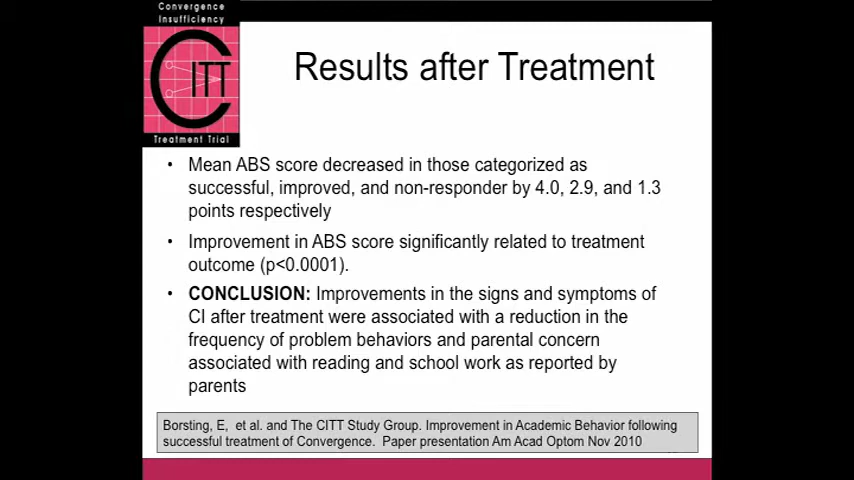 Convergence
Insufficiency
CITT
Treatment Trial
Results after Treatment
• Mean ABS score decreased in those categorized as
successful, improved, and non-responder by 4.0, 2.9, and 1.3
points respectively
• Improvement in ABS score significantly related to treatment
outcome (p<0.0001).
• CONCLUSION: Improvements in the signs and symptoms of
CI after treatment were associated with a reduction in the
frequency of problem behaviors and parental concern
associated with reading and school work as reported by
parents
Borsting, E, et al. and The CITT Study Group. Improvement in Academic Behavior following
successful treatment of Convergence. Paper presentation Am Acad Optom Nov 2010